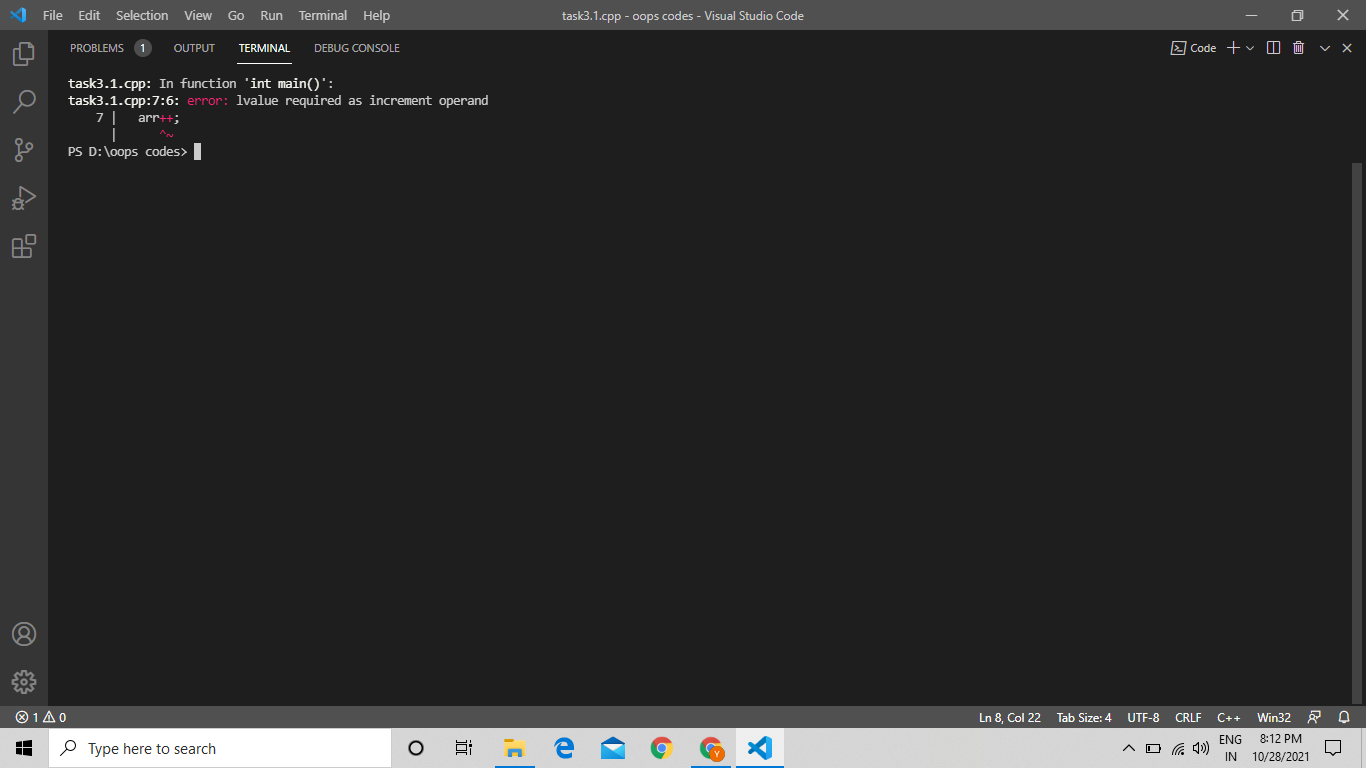 File Edit Selection View Go Run Terminal Help task3.1.cpp - oops codes - Visual Studio Code
PROBLEMS 1 OUTPUT TERMINAL DEBUG CONSOLE Code
task3.1.cpp: In function 'int main()':
task3.1.cpp:7:6: error: lvalue required as increment operand
7 | arr++;
| ^~
PS D:\oops codes>
1 0 Ln 8, Col 22 Tab Size: 4 UTF-8 CRLF C++ Win32
Type here to search Y ENG 8:12 PM
IN 10/28/2021